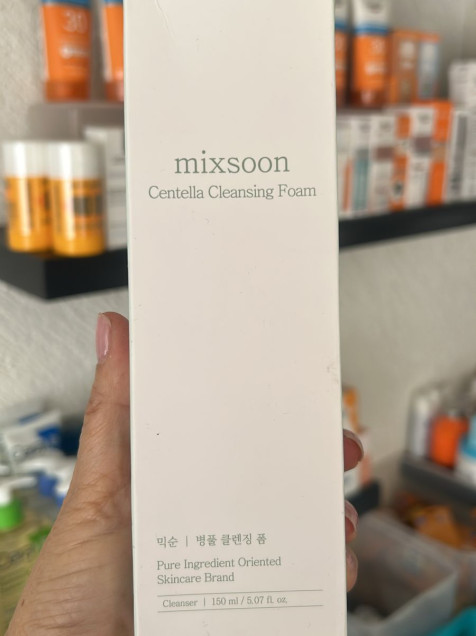 mixsoon
Centella Cleansing Foam
믹순 | 병풀 클렌징 폼
Pure Ingredient Oriented
Skincare Brand
Cleanser | 150 ml / 5.07 fl. oz.